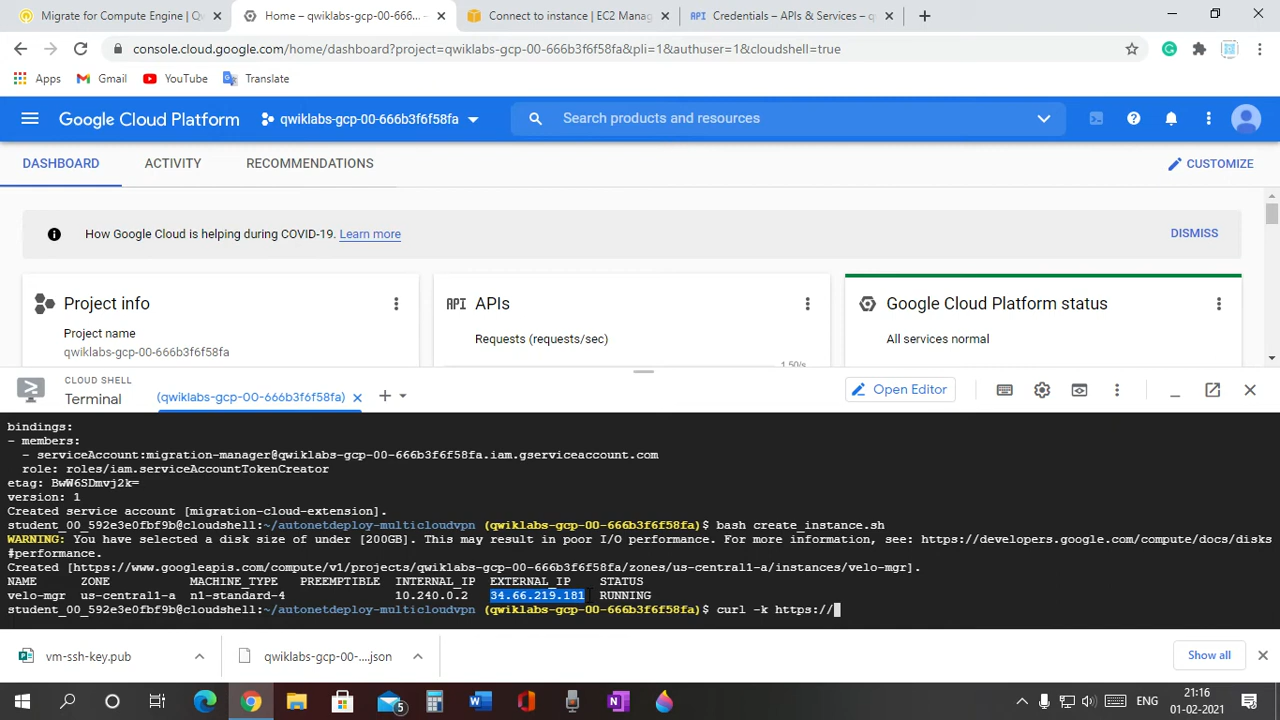 Migrate for Compute Engine | Q
Home – qwiklabs-gcp-00-666
Connect to instance | EC2 Manag
API Credentials – APIs & Services – q
console.cloud.google.com/home/dashboard?project=qwiklabs-gcp-00-666b3f6f58fa&pli=1&authuser=1&cloudshell=true
Apps Gmail YouTube Translate
Google Cloud Platform qwiklabs-gcp-00-666b3f6f58fa Search products and resources
DASHBOARD ACTIVITY RECOMMENDATIONS CUSTOMIZE
How Google Cloud is helping during COVID-19. Learn more DISMISS
Project info
Project name
qwiklabs-gcp-00-666b3f6f58fa
API APIs
Requests (requests/sec)
1.50/s
Google Cloud Platform status
All services normal
CLOUD SHELL
Terminal (qwiklabs-gcp-00-666b3f6f58fa) Open Editor
bindings:
- members:
  - serviceAccount:migration-manager@qwiklabs-gcp-00-666b3f6f58fa.iam.gserviceaccount.com
  role: roles/iam.serviceAccountTokenCreator
etag: BwW6SDmvj2k=
version: 1
Created service account [migration-cloud-extension].
student_00_592e3e0fbf9b@cloudshell:~/autonetdeploy-multicloudvpn (qwiklabs-gcp-00-666b3f6f58fa)$ bash create_instance.sh
WARNING: You have selected a disk size of under [200GB]. This may result in poor I/O performance. For more information, see: https://developers.google.com/compute/docs/disks
#performance.
Created [https://www.googleapis.com/compute/v1/projects/qwiklabs-gcp-00-666b3f6f58fa/zones/us-central1-a/instances/velo-mgr].
NAME ZONE MACHINE_TYPE PREEMPTIBLE INTERNAL_IP EXTERNAL_IP STATUS
velo-mgr us-central1-a n1-standard-4 10.240.0.2 34.66.219.181 RUNNING
student_00_592e3e0fbf9b@cloudshell:~/autonetdeploy-multicloudvpn (qwiklabs-gcp-00-666b3f6f58fa)$ curl -k https://
vm-ssh-key.pub qwiklabs-gcp-00-....json Show all
5
ENG
21:16
01-02-2021